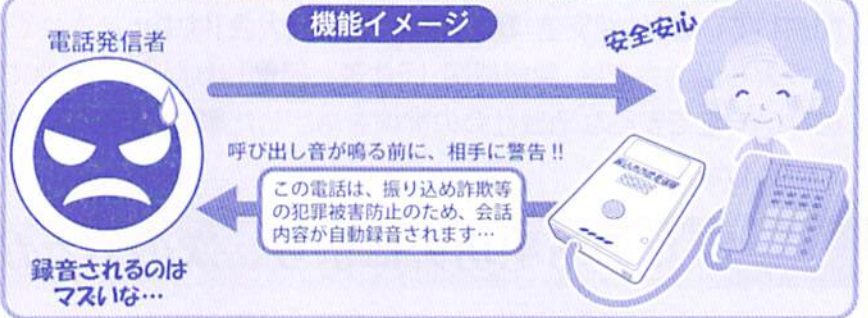 機能イメージ
電話発信者
安全安心
呼び出し音が鳴る前に、相手に警告!!
この電話は、振り込め詐欺等
の犯罪被害防止のため、会話
内容が自動録音されます…
録音されるのは
マズいな…